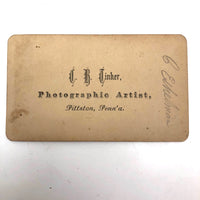 C. B. Tinker,
Photographic Artist,
Pittston, Penn'a.